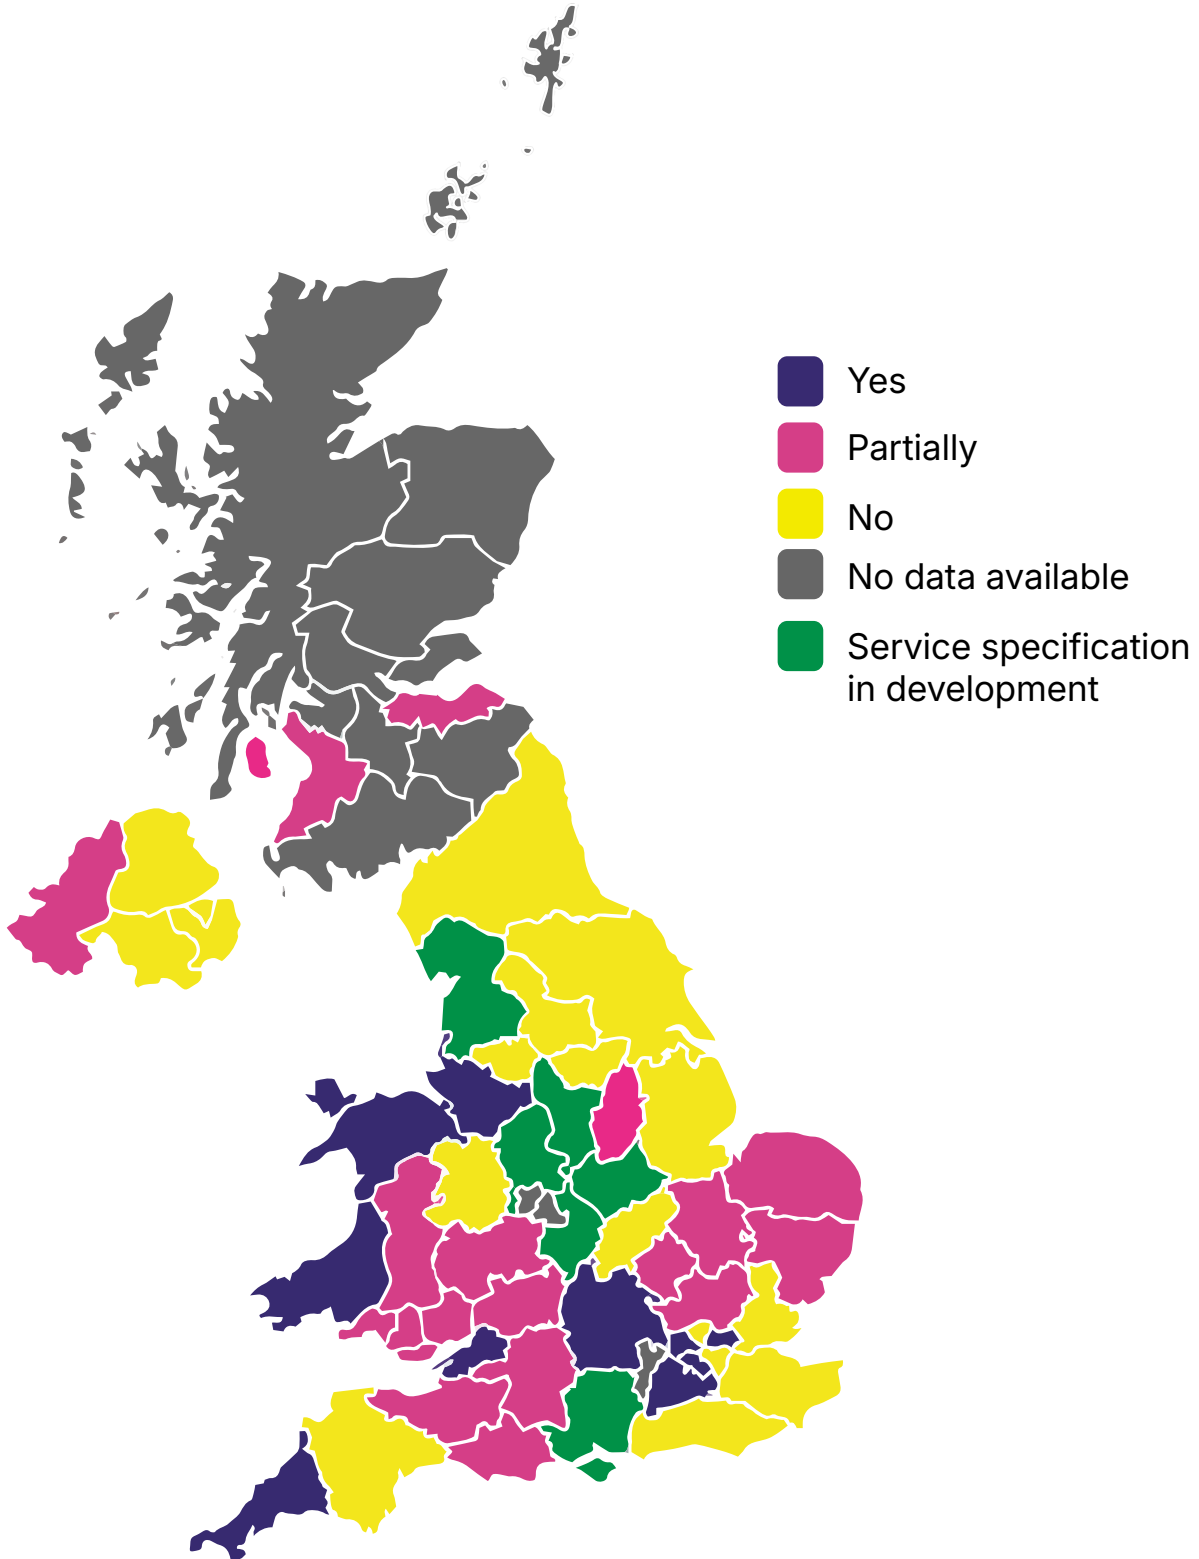 Yes
Partially
No
No data available
Service specification
in development